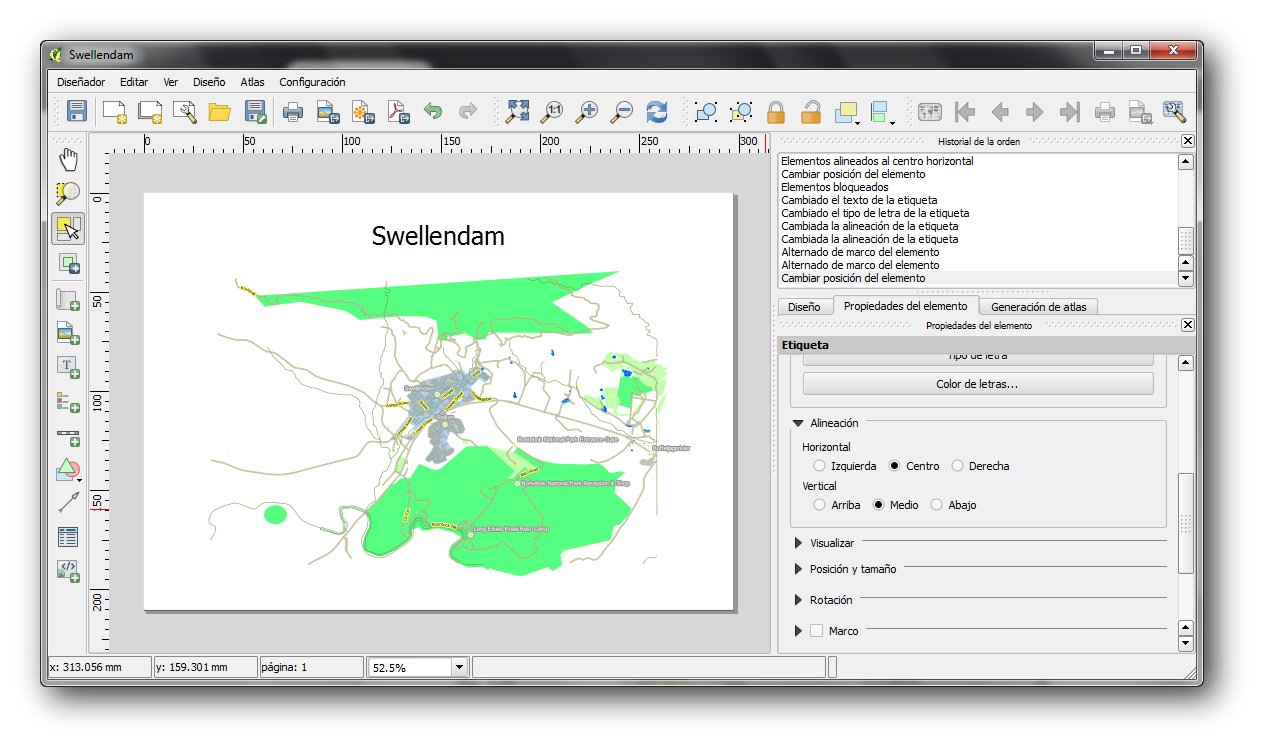 Swellendam
Diseñador Editar Ver Diseño Atlas Configuración
1:1
0 50 100 150 200 250 300
0
50
100
150
200
Swellendam
Swellendam
Railton
Bontebok National Park Entrance Gate
Buffeljagsrivier
Bontebok National Park Reception & Shop
Lang Elsies Kraal Rest Camp
Historial de la orden
Elementos alineados al centro horizontal
Cambiar posición del elemento
Elementos bloqueados
Cambiado el texto de la etiqueta
Cambiado el tipo de letra de la etiqueta
Cambiada la alineación de la etiqueta
Cambiada la alineación de la etiqueta
Alternado de marco del elemento
Alternado de marco del elemento
Cambiar posición del elemento
Diseño Propiedades del elemento Generación de atlas
Propiedades del elemento
Etiqueta
Tipo de letra
Color de letras...
Alineación
Horizontal
Izquierda Centro Derecha
Vertical
Arriba Medio Abajo
Visualizar
Posición y tamaño
Rotación
Marco
x: 313.056 mm y: 159.301 mm página: 1 52.5%